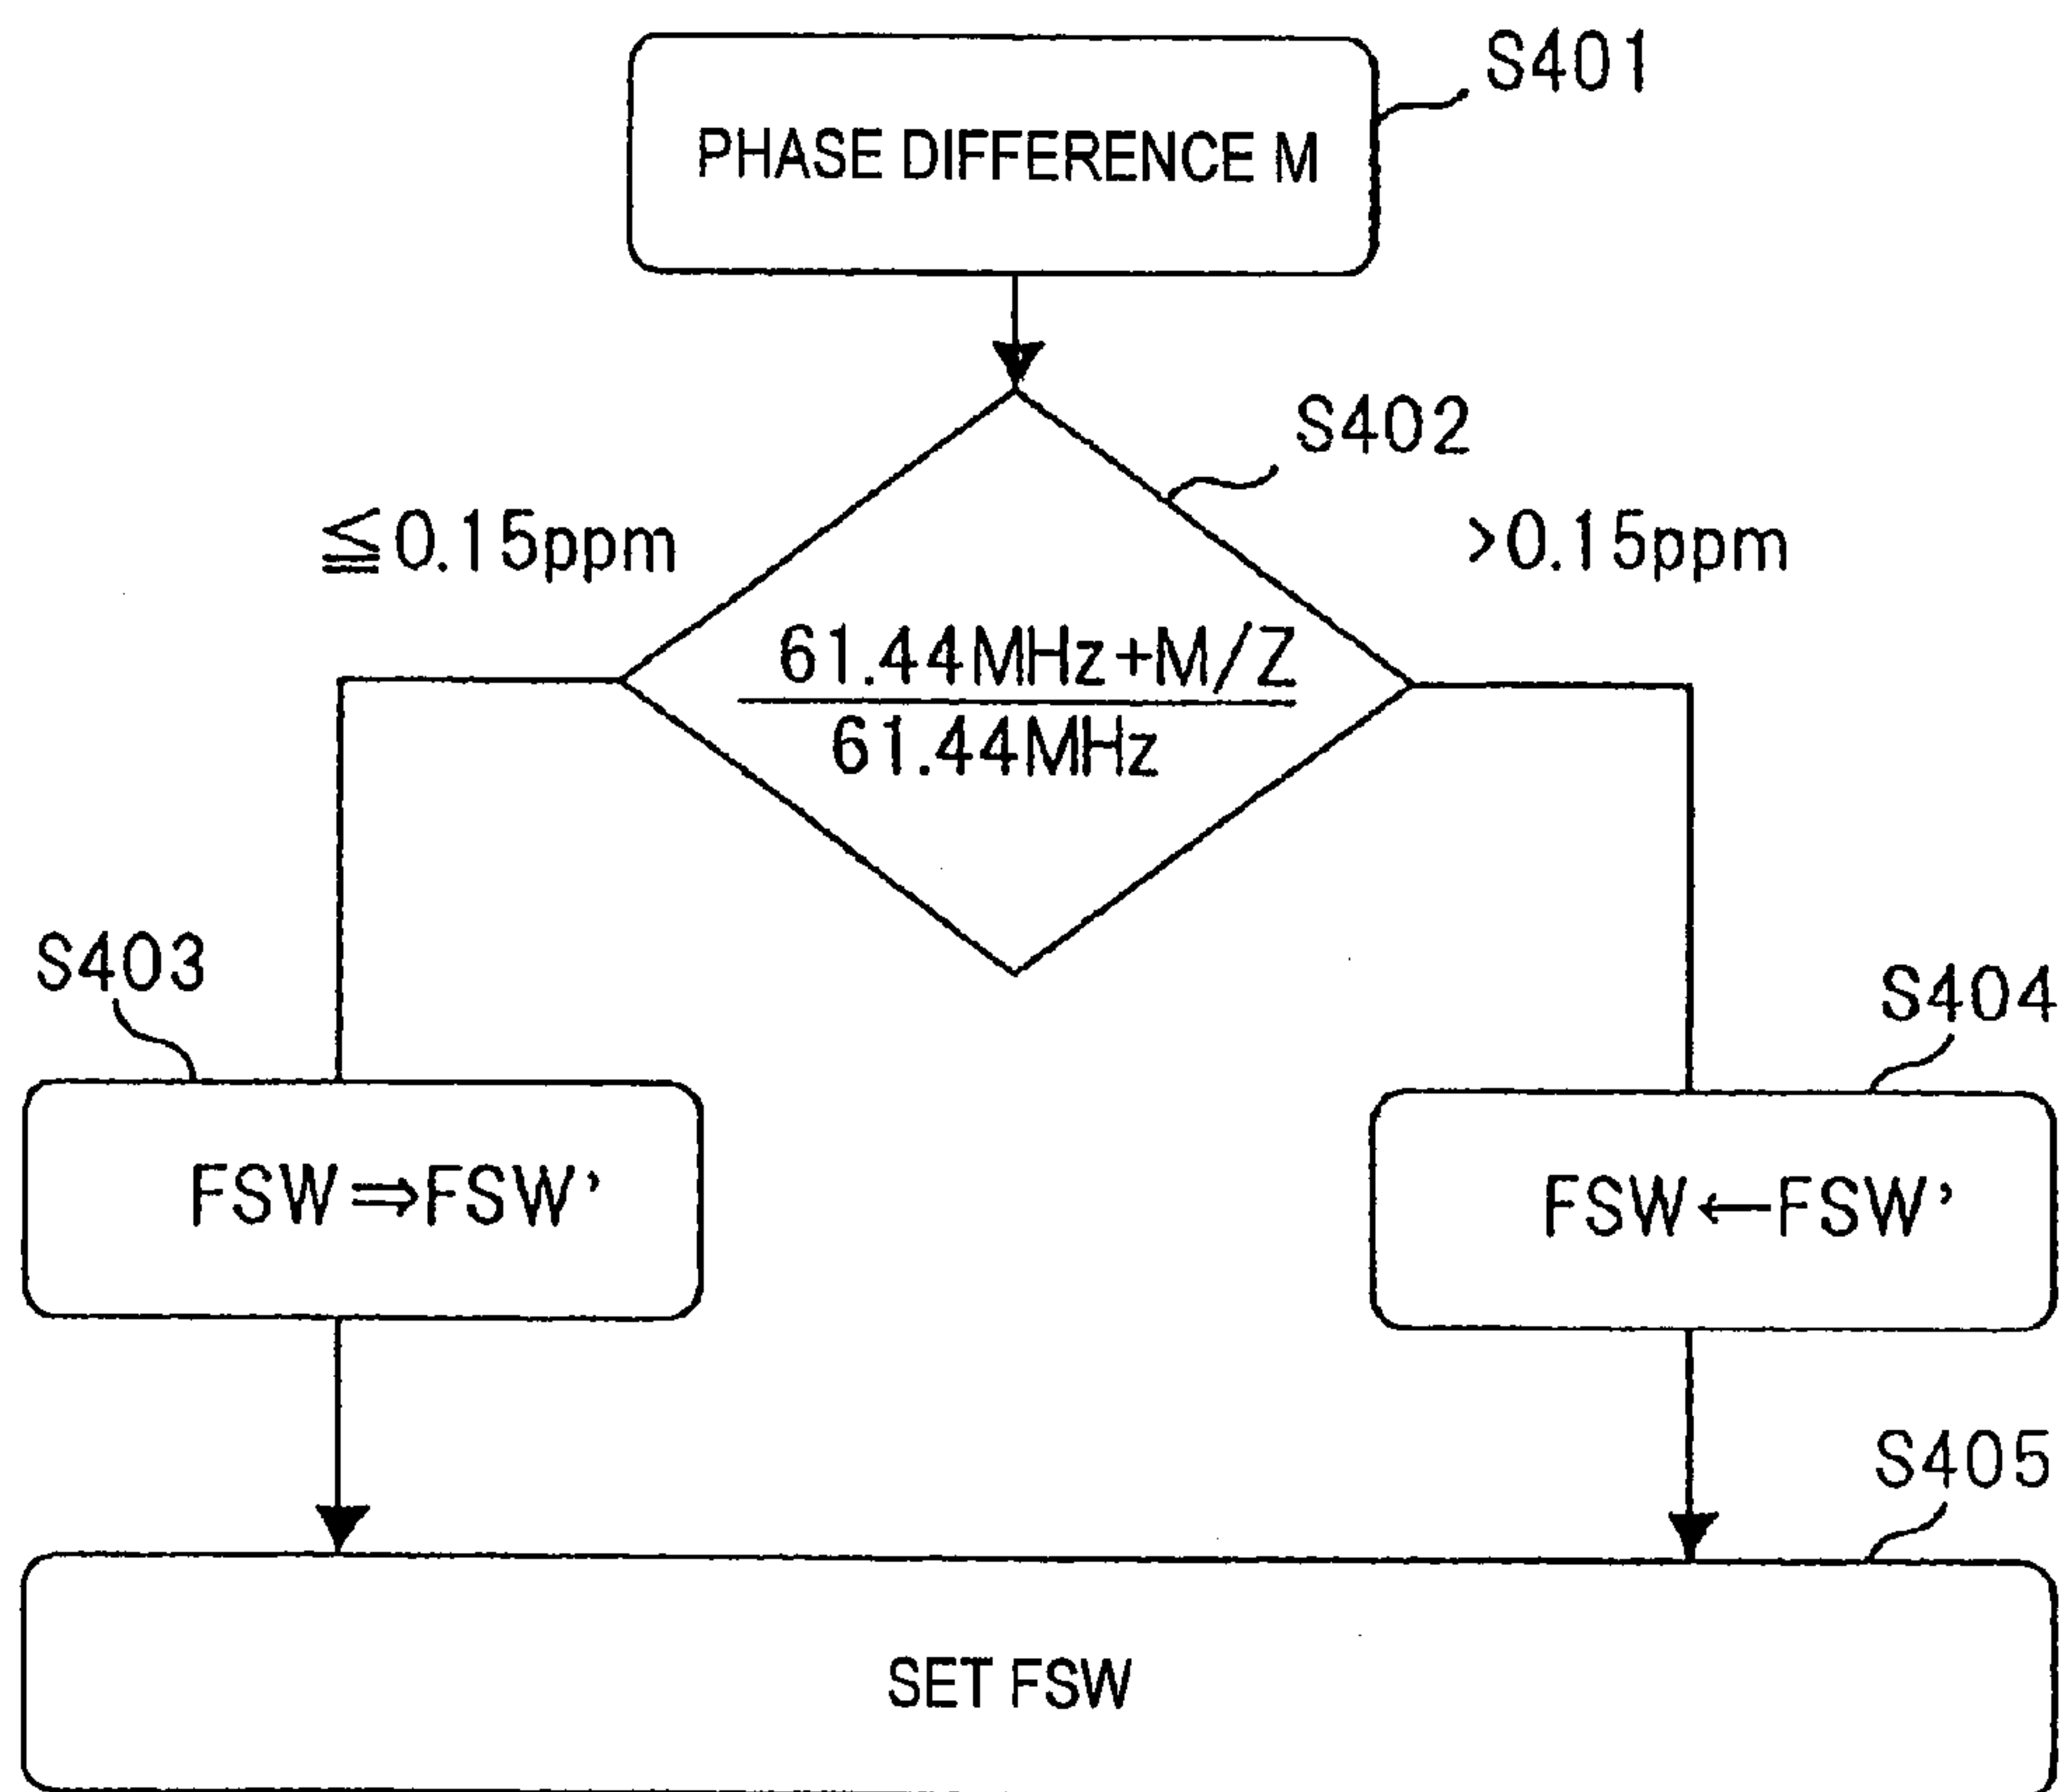 S401
PHASE DIFFERENCE M
S402
≦0.15ppm
>0.15ppm
61.44MHz+M/Z
61.44MHz
S403
S404
FSW⇒FSW'
FSW←FSW'
S405
SET FSW